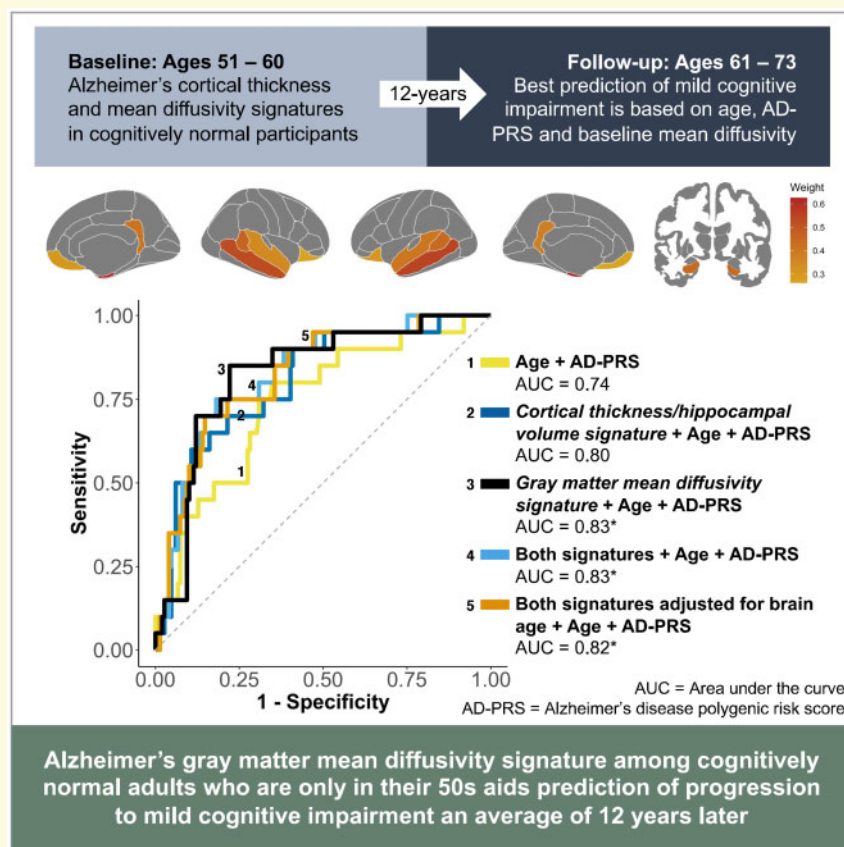 Baseline: Ages 51 – 60
Alzheimer's cortical thickness
and mean diffusivity signatures
in cognitively normal participants
12-years
Follow-up: Ages 61 – 73
Best prediction of mild cognitive
impairment is based on age, AD-
PRS and baseline mean diffusivity
Weight
0.6
0.5
0.4
0.3
Sensitivity
1.00
0.75
0.50
0.25
0.00
5
3
4
2
1
0.00 0.25 0.50 0.75 1.00
1 - Specificity
1 Age + AD-PRS
AUC = 0.74
2 Cortical thickness/hippocampal
volume signature + Age + AD-PRS
AUC = 0.80
3 Gray matter mean diffusivity
signature + Age + AD-PRS
AUC = 0.83*
4 Both signatures + Age + AD-PRS
AUC = 0.83*
5 Both signatures adjusted for brain
age + Age + AD-PRS
AUC = 0.82*
AUC = Area under the curve
AD-PRS = Alzheimer's disease polygenic risk score
Alzheimer's gray matter mean diffusivity signature among cognitively
normal adults who are only in their 50s aids prediction of progression
to mild cognitive impairment an average of 12 years later